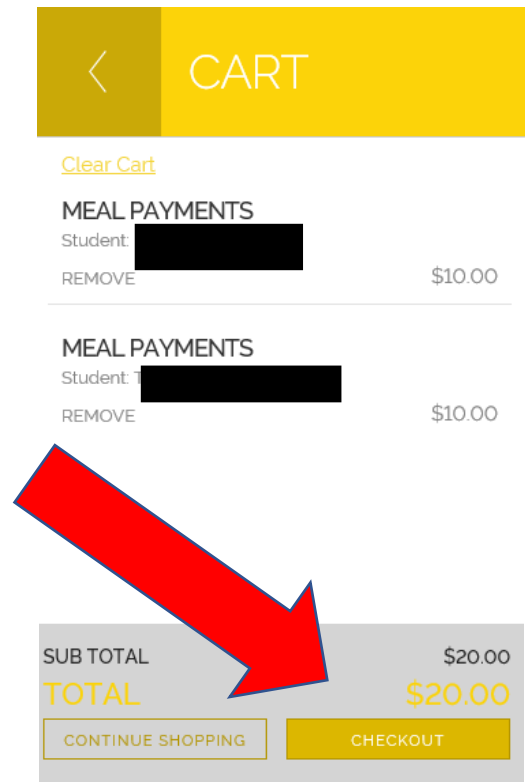 CART
Clear Cart
MEAL PAYMENTS
Student:
REMOVE $10.00
MEAL PAYMENTS
Student: T
REMOVE $10.00
SUB TOTAL $20.00
TOTAL $20.00
CONTINUE SHOPPING CHECKOUT